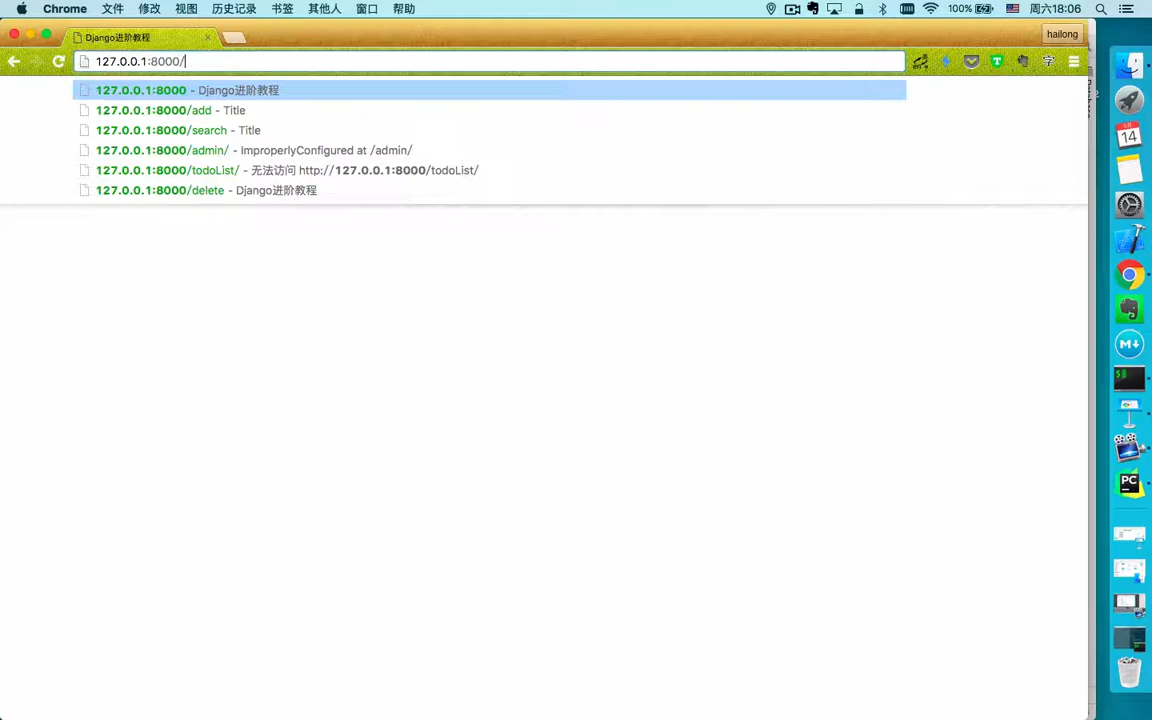 Chrome 文件 修改 视图 历史记录 书签 其他人 窗口 帮助 100% 周六18:06
Django进阶教程 × hailong
127.0.0.1:8000/
127.0.0.1:8000 - Django进阶教程
127.0.0.1:8000/add - Title
127.0.0.1:8000/search - Title
127.0.0.1:8000/admin/ - ImproperlyConfigured at /admin/
127.0.0.1:8000/todoList/ - 无法访问 http://127.0.0.1:8000/todoList/
127.0.0.1:8000/delete - Django进阶教程
14
M
PC